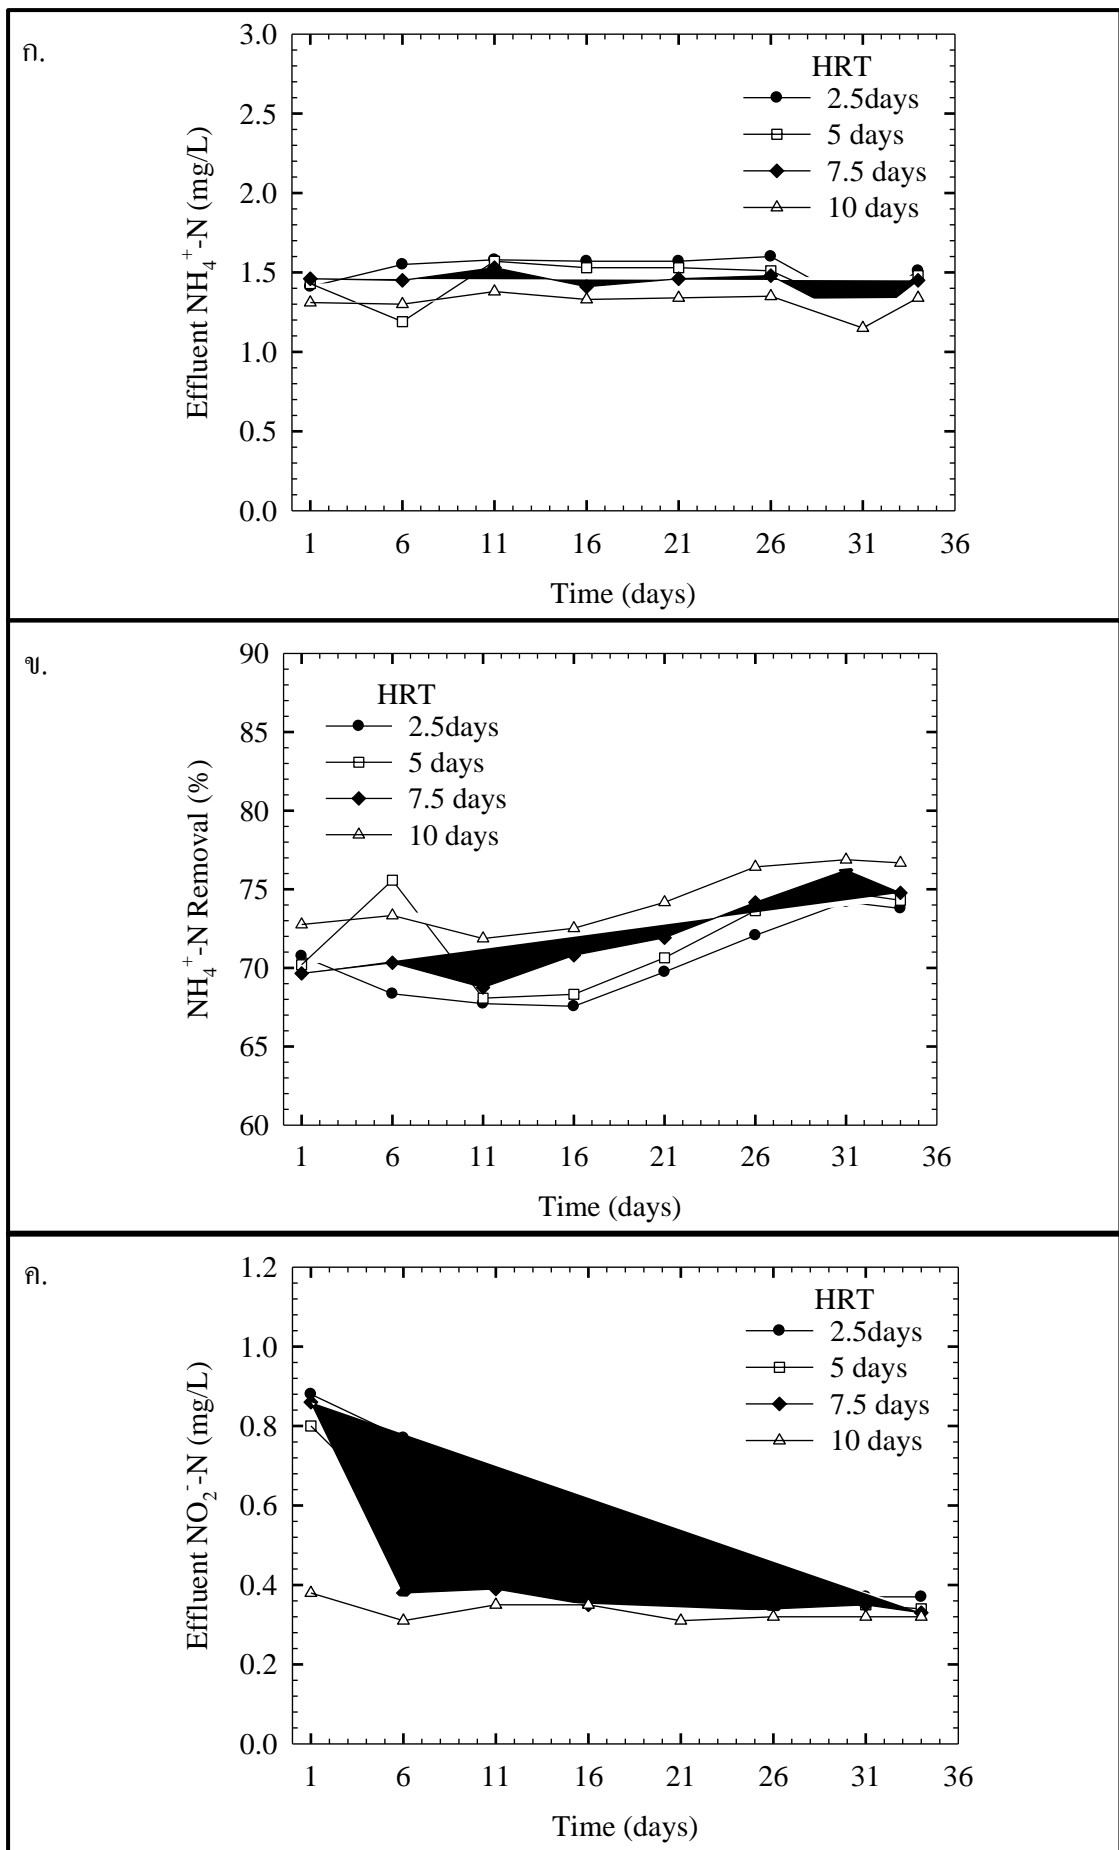 ก.
3.0
2.5
2.0
1.5
1.0
0.5
0.0
Effluent NH4+-N (mg/L)
HRT
2.5days
5 days
7.5 days
10 days
1 6 11 16 21 26 31 36
Time (days)
ข.
90
85
80
75
70
65
60
NH4+-N Removal (%)
HRT
2.5days
5 days
7.5 days
10 days
1 6 11 16 21 26 31 36
Time (days)
ค.
1.2
1.0
0.8
0.6
0.4
0.2
0.0
Effluent NO2--N (mg/L)
HRT
2.5days
5 days
7.5 days
10 days
1 6 11 16 21 26 31 36
Time (days)